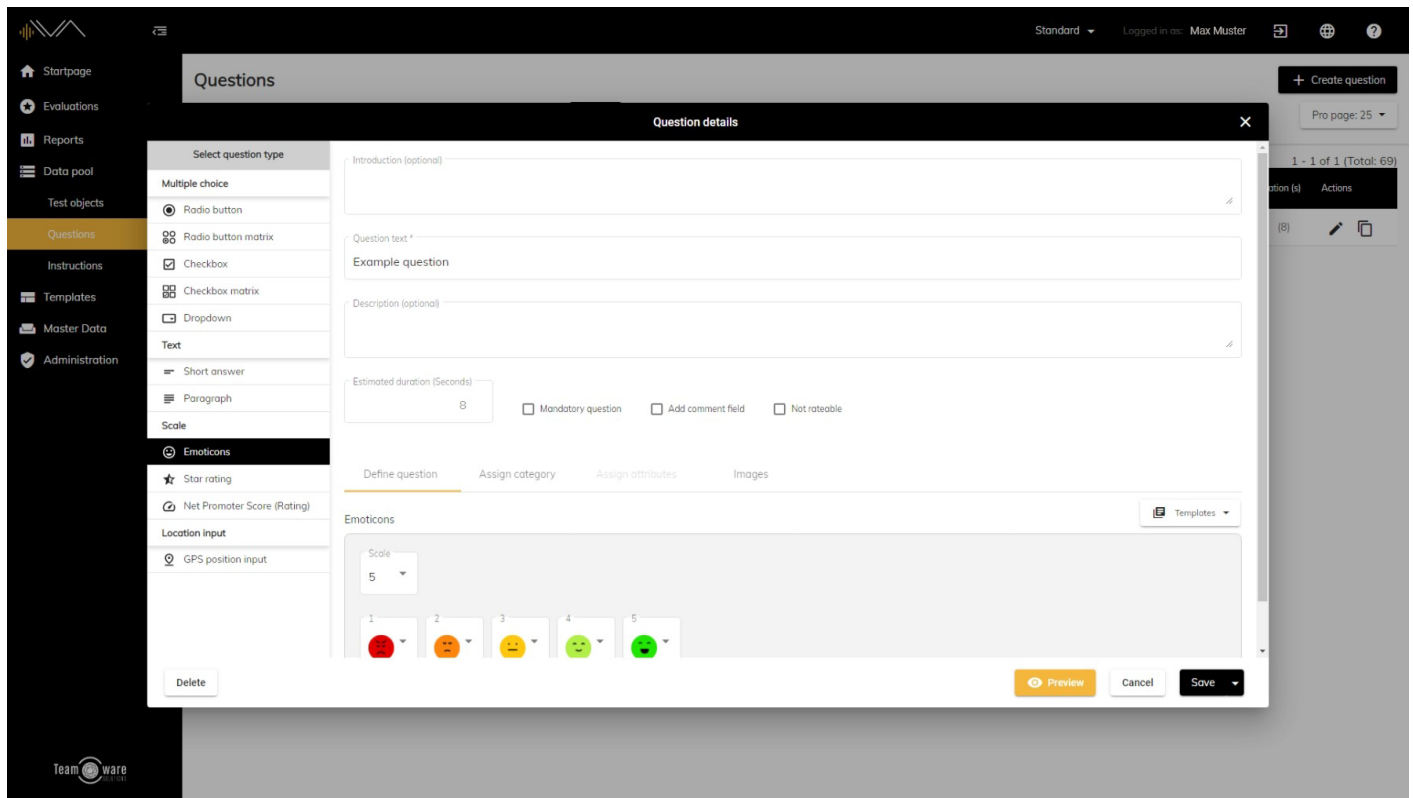 Standard
Logged in as: Max Muster
Startpage
Evaluations
Reports
Data pool
Test objects
Questions
Instructions
Templates
Master Data
Administration
Team ware
SOLUTIONS
Questions
+ Create question
Pro page: 25
1 - 1 of 1 (Total: 69)
ation (s) Actions
(8)
Question details
Select question type
Multiple choice
Radio button
Radio button matrix
Checkbox
Checkbox matrix
Dropdown
Text
Short answer
Paragraph
Scale
Emoticons
Star rating
Net Promoter Score (Rating)
Location input
GPS position input
Introduction (optional)
Question text *
Example question
Description (optional)
Estimated duration (Seconds)
8
Mandatory question Add comment field Not rateable
Define question Assign category Assign attributes Images
Templates
Emoticons
Scale
5
1 2 3 4 5
Delete
Preview Cancel Save